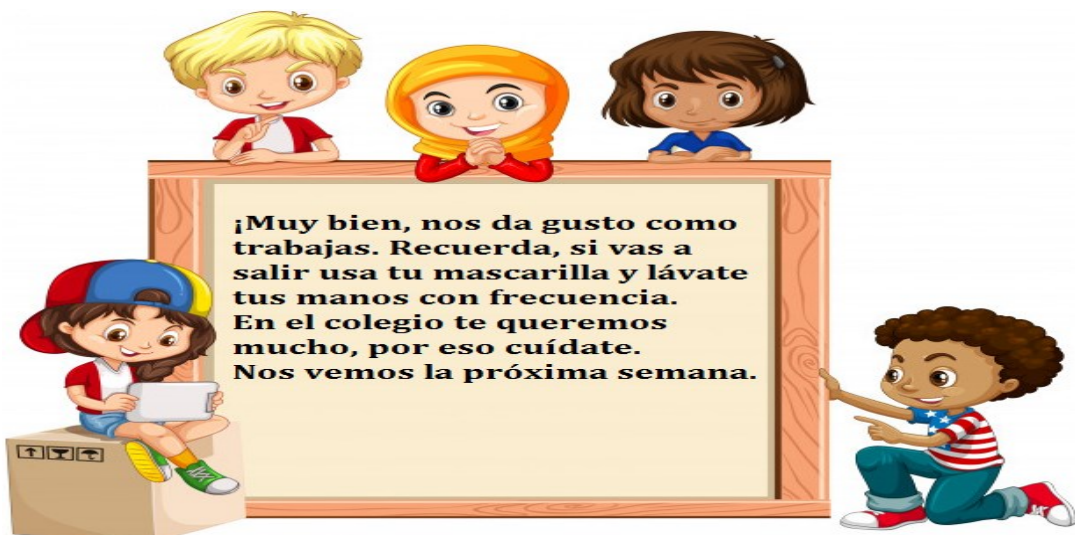 ¡Muy bien, nos da gusto como
trabajas. Recuerda, si vas a
salir usa tu mascarilla y lávate
tus manos con frecuencia.
En el colegio te queremos
mucho, por eso cuídate.
Nos vemos la próxima semana.